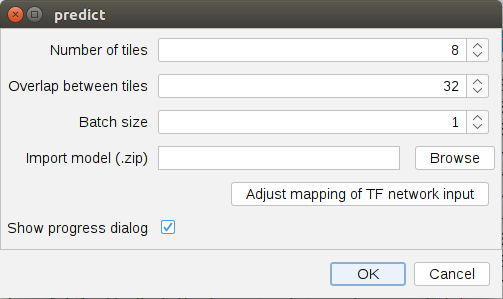 predict
Number of tiles 8
Overlap between tiles 32
Batch size 1
Import model (.zip) Browse
Adjust mapping of TF network input
Show progress dialog
OK Cancel